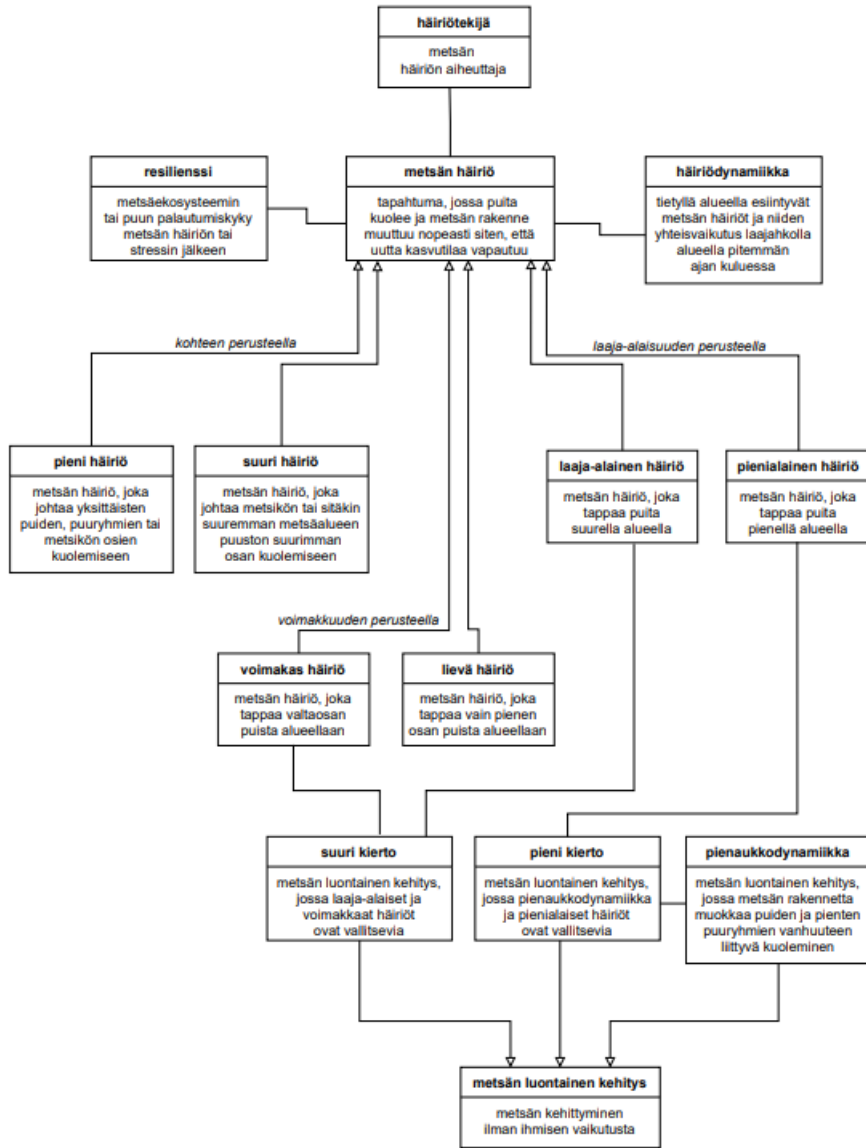 häiriötekijä
metsän
häiriön aiheuttaja
resilienssi
metsäekosysteemin
tai puun palautumiskyky
metsän häiriön tai
stressin jälkeen
metsän häiriö
tapahtuma, jossa puita
kuolee ja metsän rakenne
muuttuu nopeasti siten, että
uutta kasvutilaa vapautuu
häiriödynamiikka
tietyllä alueella esiintyvät
metsän häiriöt ja niiden
yhteisvaikutus laajahkolla
alueella pitemmän
ajan kuluessa
kohteen perusteella
laaja-alaisuuden perusteella
pieni häiriö
metsän häiriö, joka
johtaa yksittäisten
puiden, puuryhmien tai
metsikön osien
kuolemiseen
suuri häiriö
metsän häiriö, joka
johtaa metsikön tai sitäkin
suuremman metsäalueen
puuston suurimman
osan kuolemiseen
laaja-alainen häiriö
metsän häiriö, joka
tappaa puita
suurella alueella
pienialainen häiriö
metsän häiriö, joka
tappaa puita
pienellä alueella
voimakkuuden perusteella
voimakas häiriö
metsän häiriö, joka
tappaa valtaosan
puista alueellaan
lievä häiriö
metsän häiriö, joka
tappaa vain pienen
osan puista alueellaan
suuri kierto
metsän luontainen kehitys,
jossa laaja-alaiset ja
voimakkaat häiriöt
ovat vallitsevia
pieni kierto
metsän luontainen kehitys,
jossa pienaukkodynamiikka
ja pienialaiset häiriöt
ovat vallitsevia
pienaukkodynamiikka
metsän luontainen kehitys,
jossa metsän rakennetta
muokkaa puiden ja pienten
puuryhmien vanhuuteen
liittyvä kuoleminen
metsän luontainen kehitys
metsän kehittyminen
ilman ihmisen vaikutusta